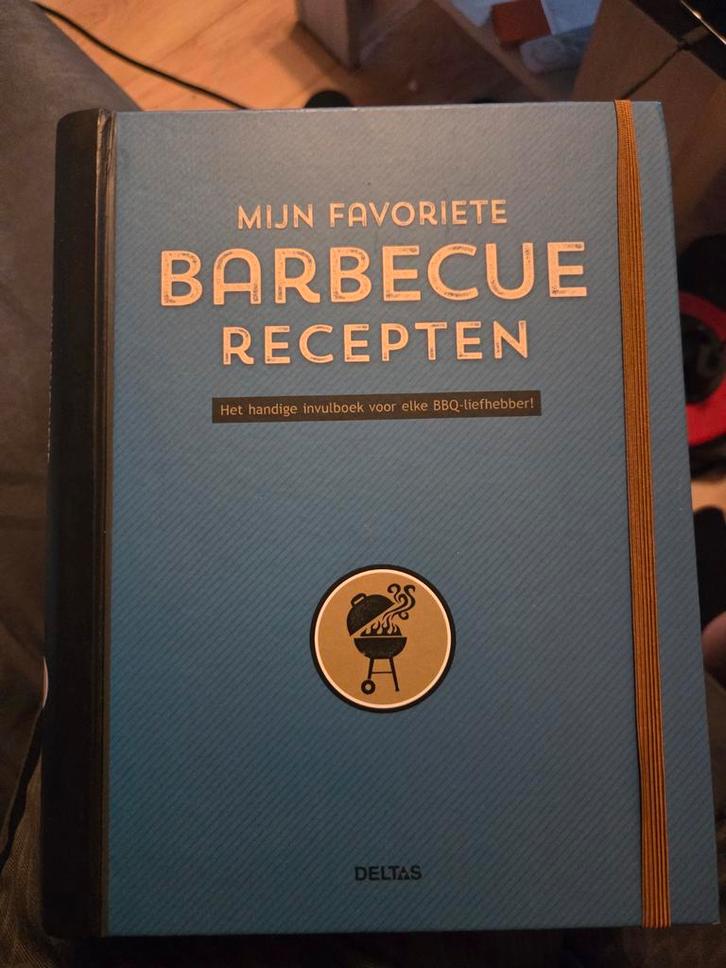 MIJN FAVORIETE
BARBECUE
RECEPTEN
Het handige invulboek voor elke BBQ-liefhebber!
DELTAS